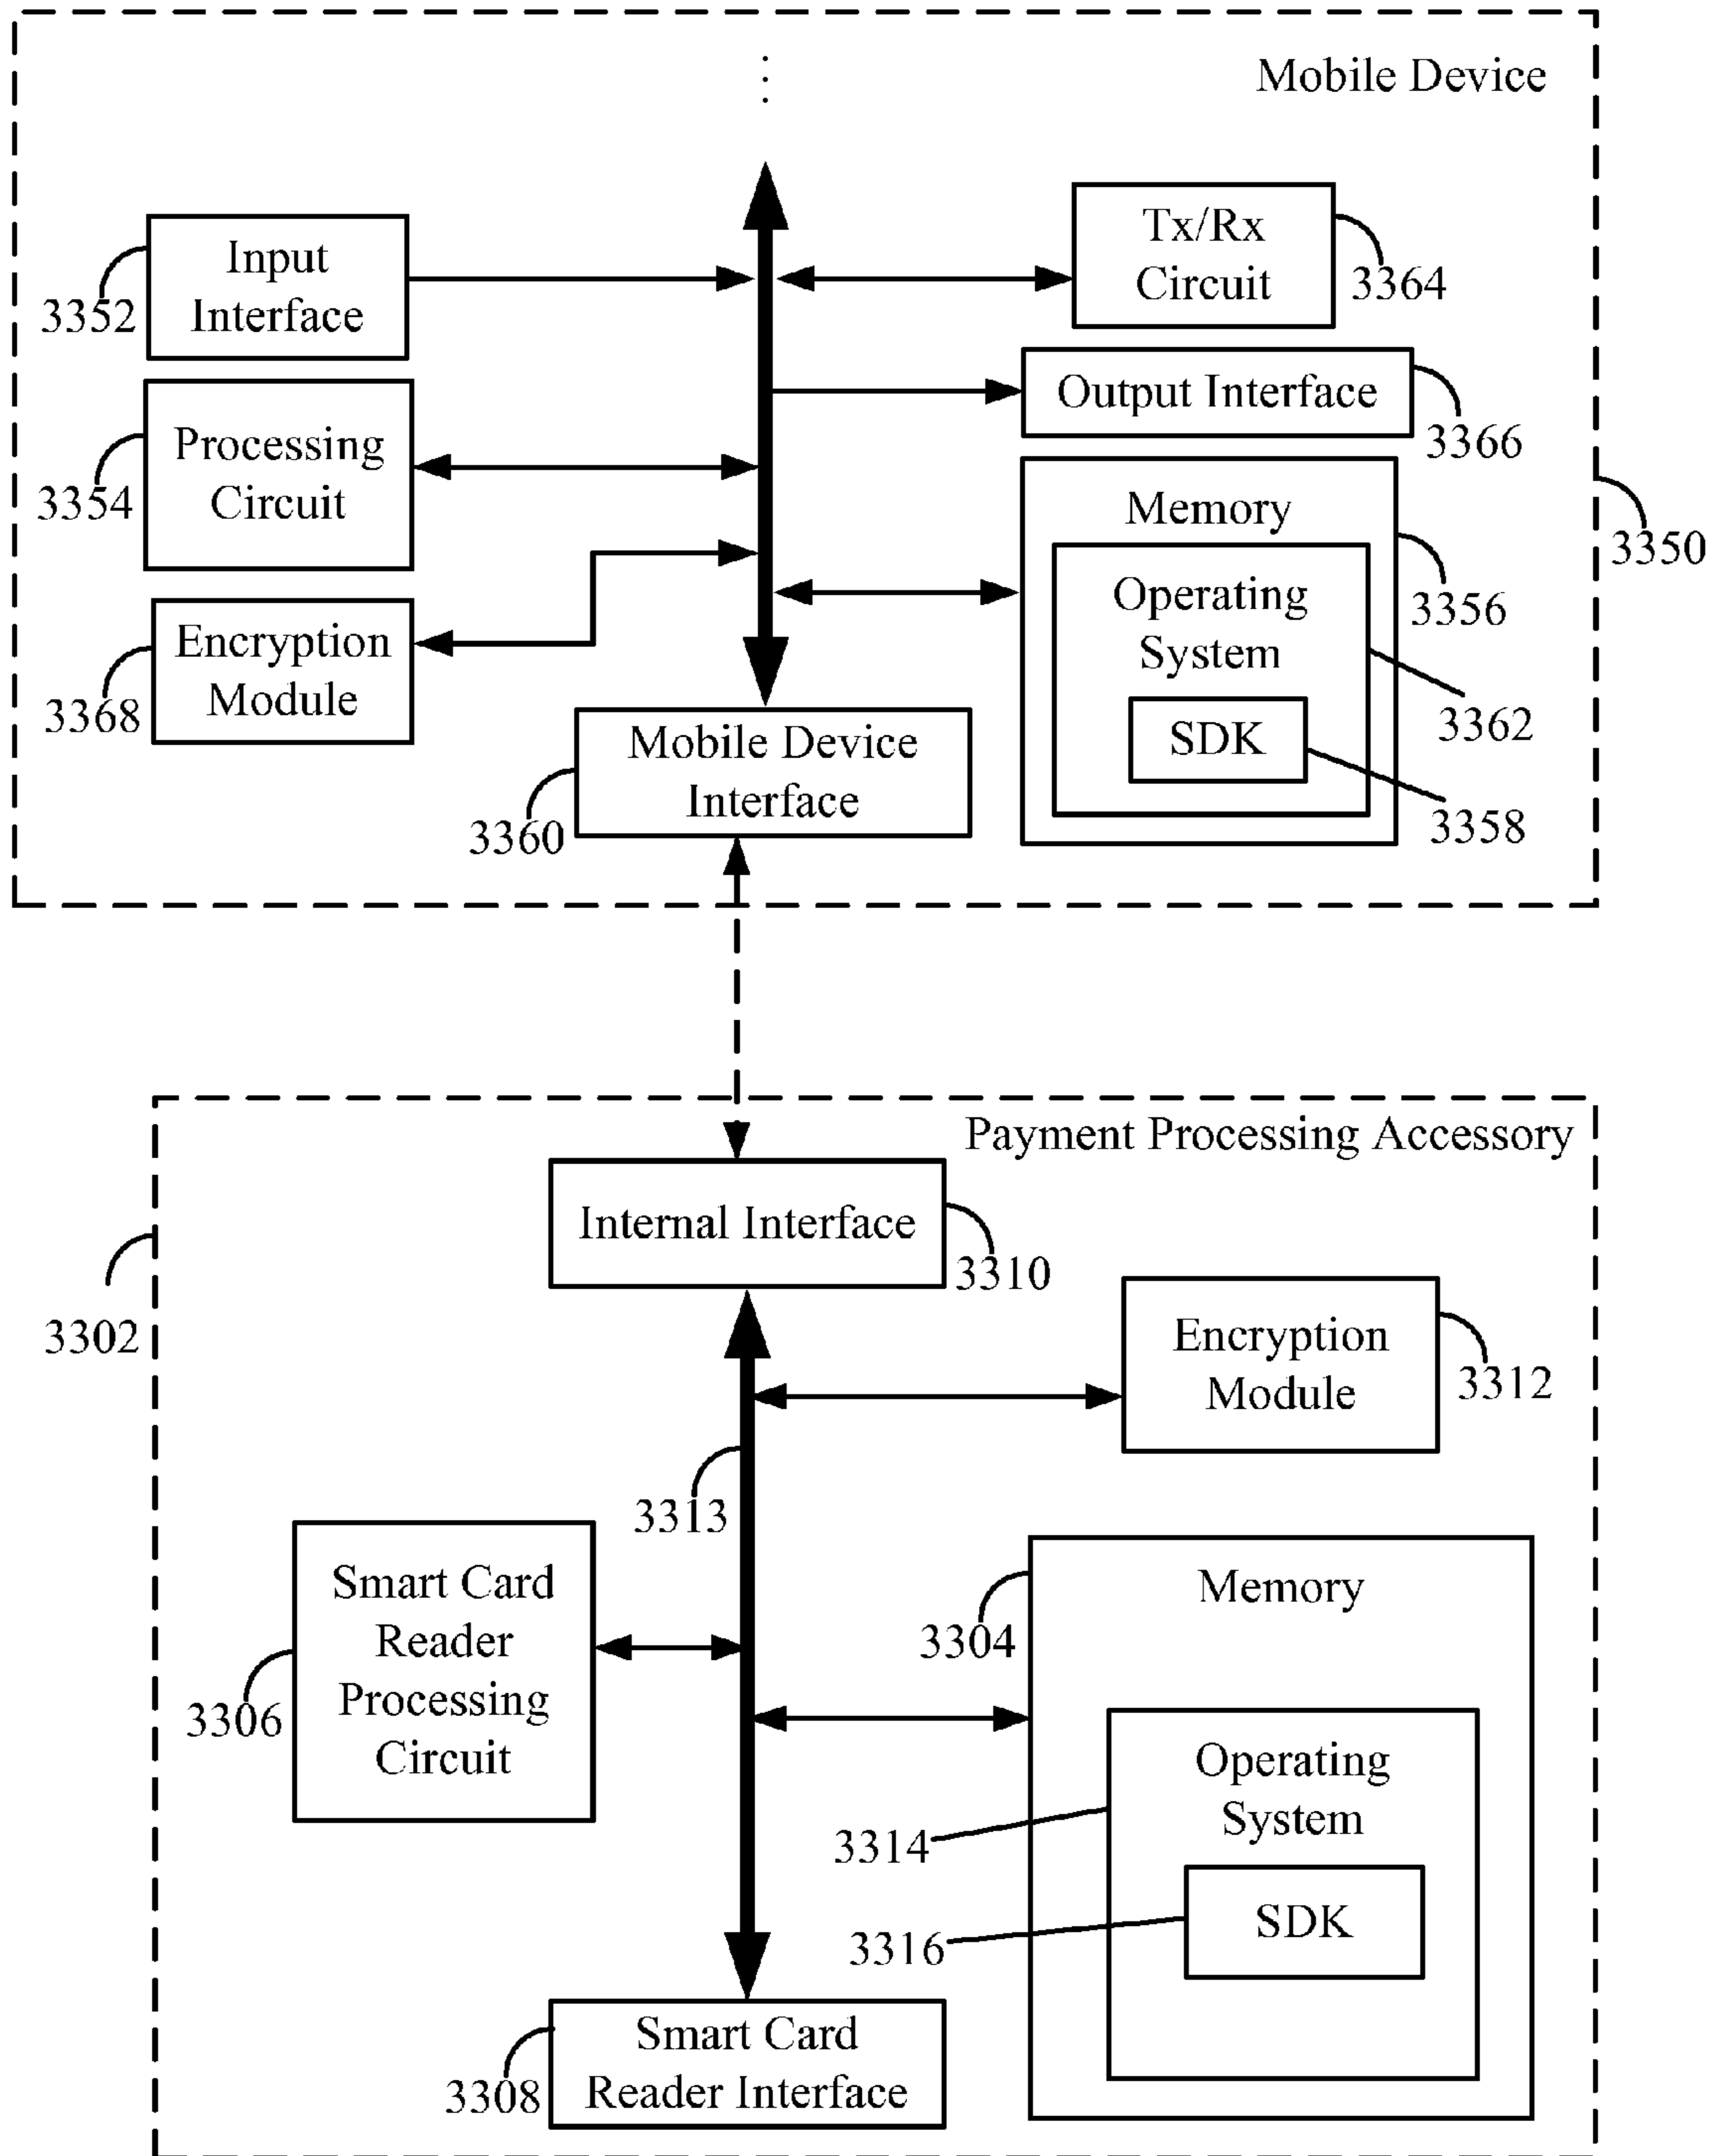 Mobile Device
Input
Interface
3352
Tx/Rx
Circuit
3364
Output Interface
3366
Processing
Circuit
3354
Memory
3356
3350
Operating
System
3362
SDK
3358
Encryption
Module
3368
Mobile Device
Interface
3360
Payment Processing Accessory
Internal Interface
3310
3302
Encryption
Module
3312
3313
Smart Card
Reader
Processing
Circuit
3306
Memory
3304
Operating
System
3314
SDK
3316
Smart Card
Reader Interface
3308